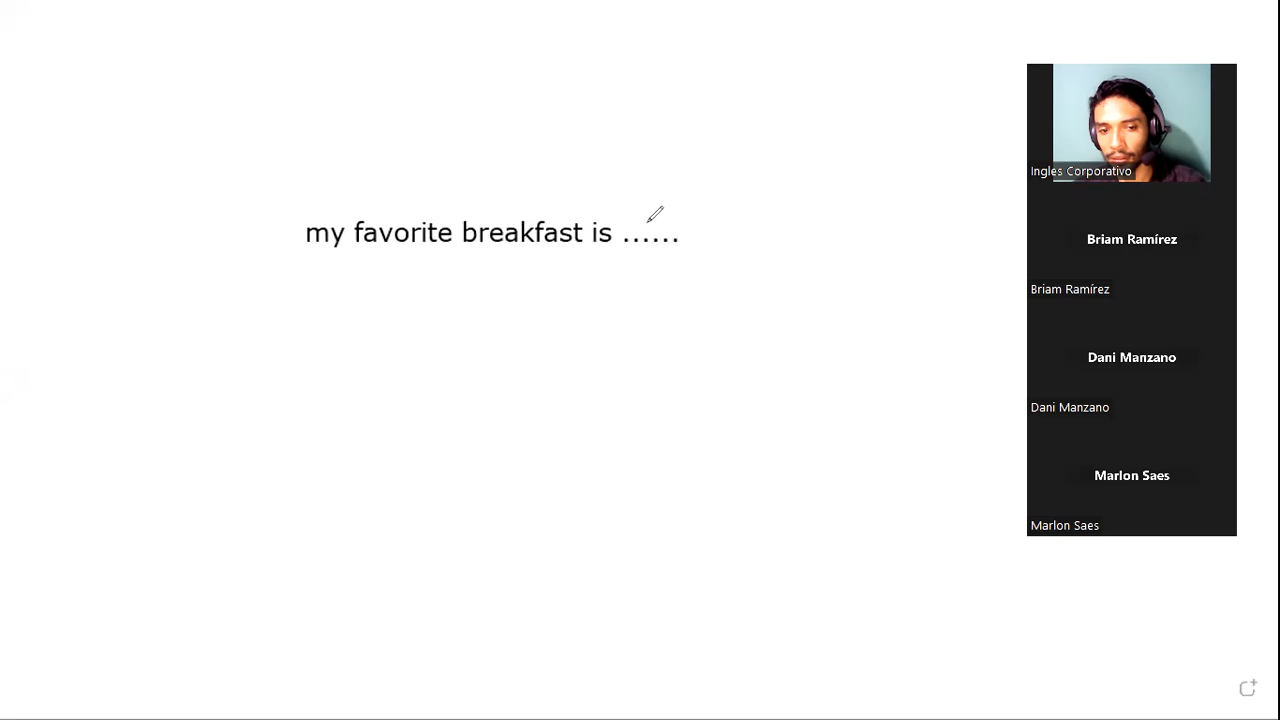 my favorite breakfast is ......
Ingles Corporativo
Briam Ramírez
Briam Ramírez
Dani Manzano
Dani Manzano
Marlon Saes
Marlon Saes